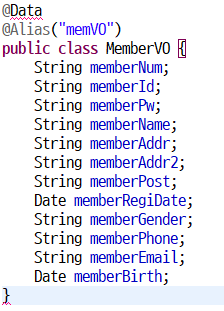 @Data
@Alias("memVO")
public class MemberVO {
    String memberNum;
    String memberId;
    String memberPw;
    String memberName;
    String memberAddr;
    String memberAddr2;
    String memberPost;
    Date memberRegiDate;
    String memberGender;
    String memberPhone;
    String memberEmail;
    Date memberBirth;
}